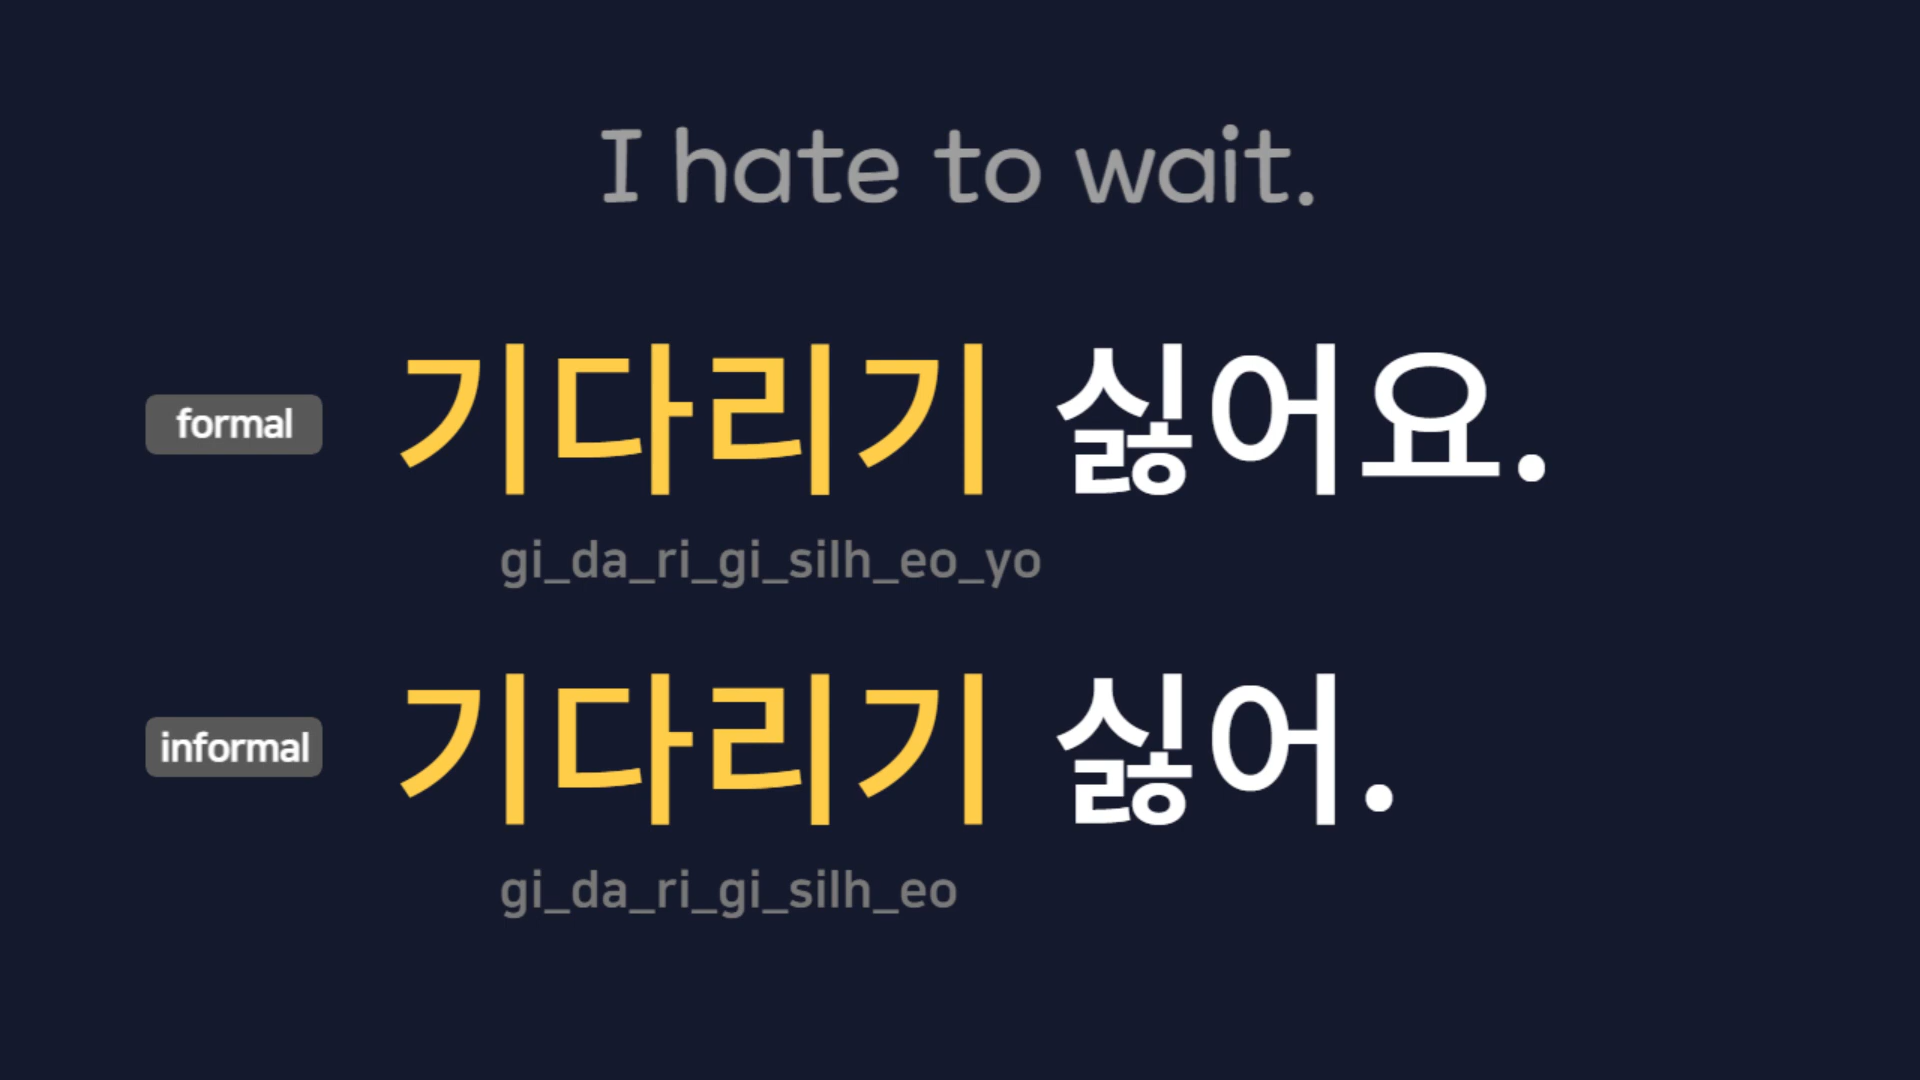 I hate to wait.
formal 기다리기 싫어요.
gi_da_ri_gi_silh_eo_yo
informal 기다리기 싫어.
gi_da_ri_gi_silh_eo